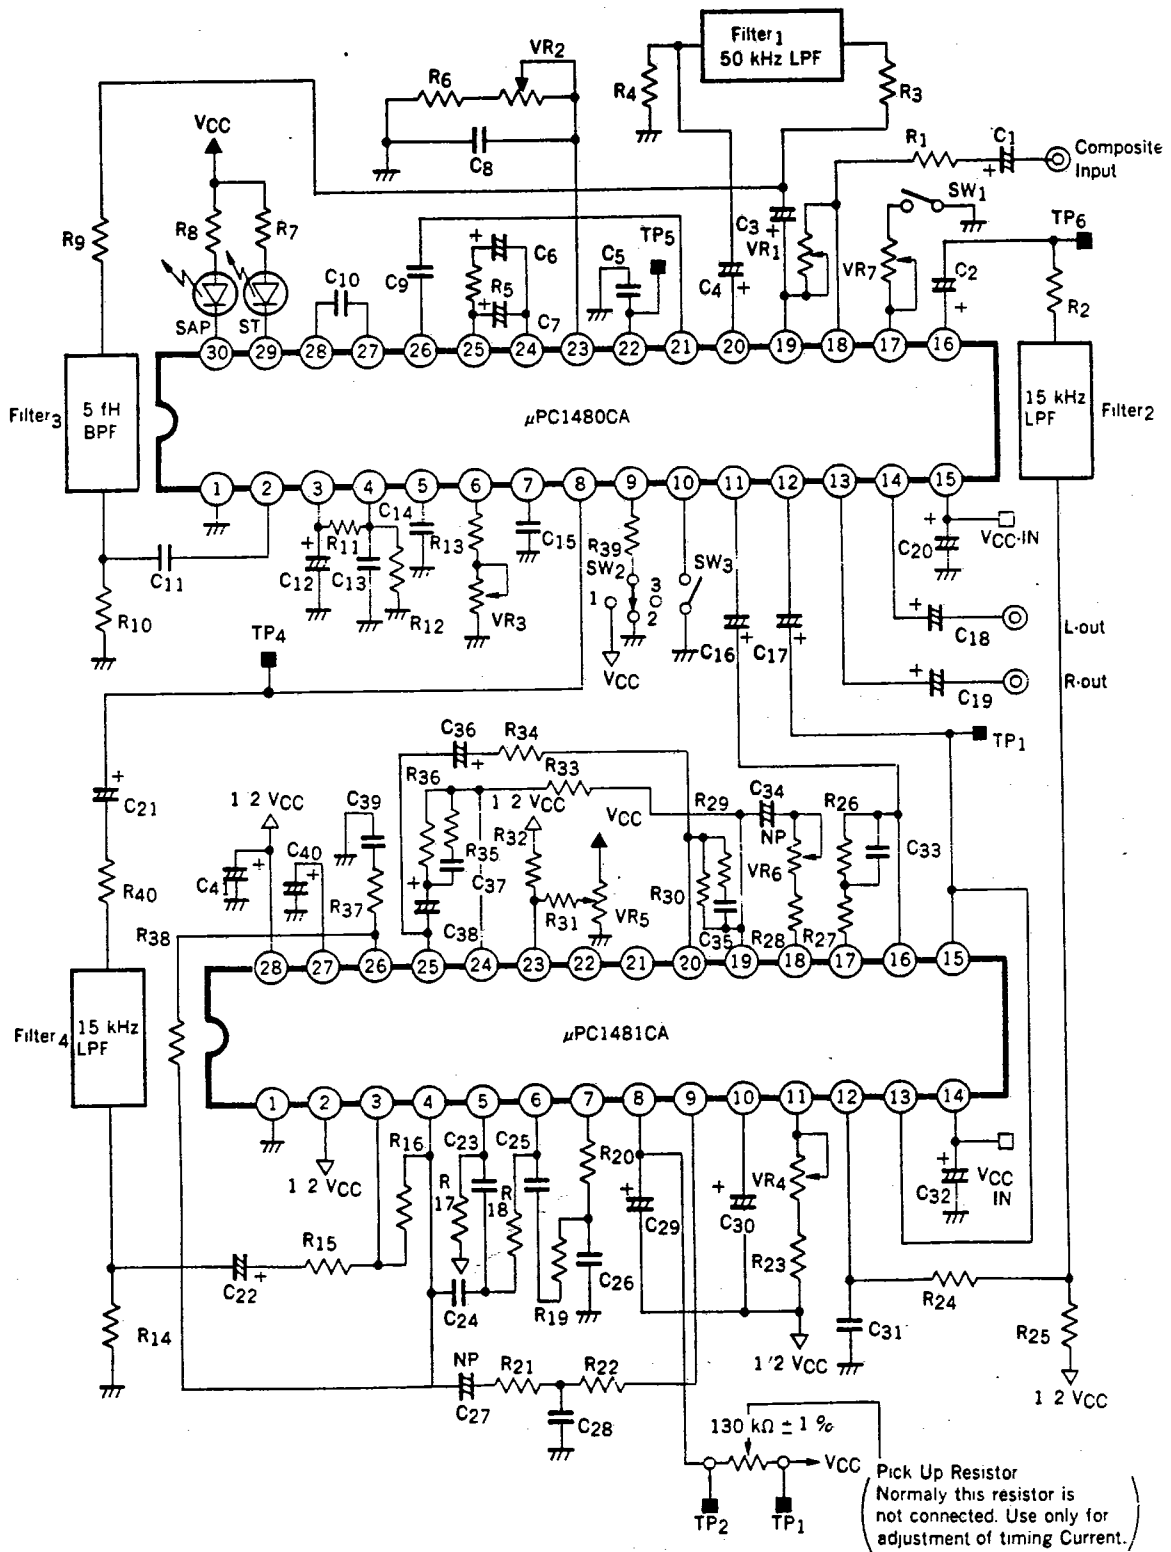 Filter1
50 kHz LPF
VR2
R6
R4
R3
VCC
C8
R1
C1
Composite
Input
SW1
TP6
R9
R8
R7
C6
TP5
C3
VR1
VR7
C2
R2
C10
C9
R5
C5
C4
SAP
ST
C7
30
29
28
27
26
25
24
23
22
21
20
19
18
17
16
Filter3
5 fH
BPF
μPC1480CA
15 kHz
LPF
Filter2
1
2
3
4
5
6
7
8
9
10
11
12
13
14
15
C11
R11
C14
R13
C15
R39
SW2
SW3
C20
VCC-IN
C12
C13
R12
VR3
1
3
2
VCC
C16
C17
C18
L-out
R10
TP4
C19
R-out
TP1
C36
R34
R36
R33
C21
1 2 VCC
C39
1 2 VCC
VCC
R29
C34
NP
R26
C33
R32
R35
C37
C41
C40
R37
R31
VR5
R30
VR6
R40
R38
C38
C35
R28
R27
28
27
26
25
24
23
22
21
20
19
18
17
16
15
Filter4
15 kHz
LPF
μPC1481CA
1
2
3
4
5
6
7
8
9
10
11
12
13
14
R16
C23
C25
R20
1 2 VCC
R
17
R
18
C29
C30
VR4
C32
VCC
IN
R15
C22
C24
R19
C26
R23
R24
R14
C31
R25
1'2 VCC
1 2 VCC
NP
R21
R22
C27
C28
130 kΩ ± 1 %
VCC
TP2
TP1
Pick Up Resistor
Normaly this resistor is
not connected. Use only for
adjustment of timing Current.